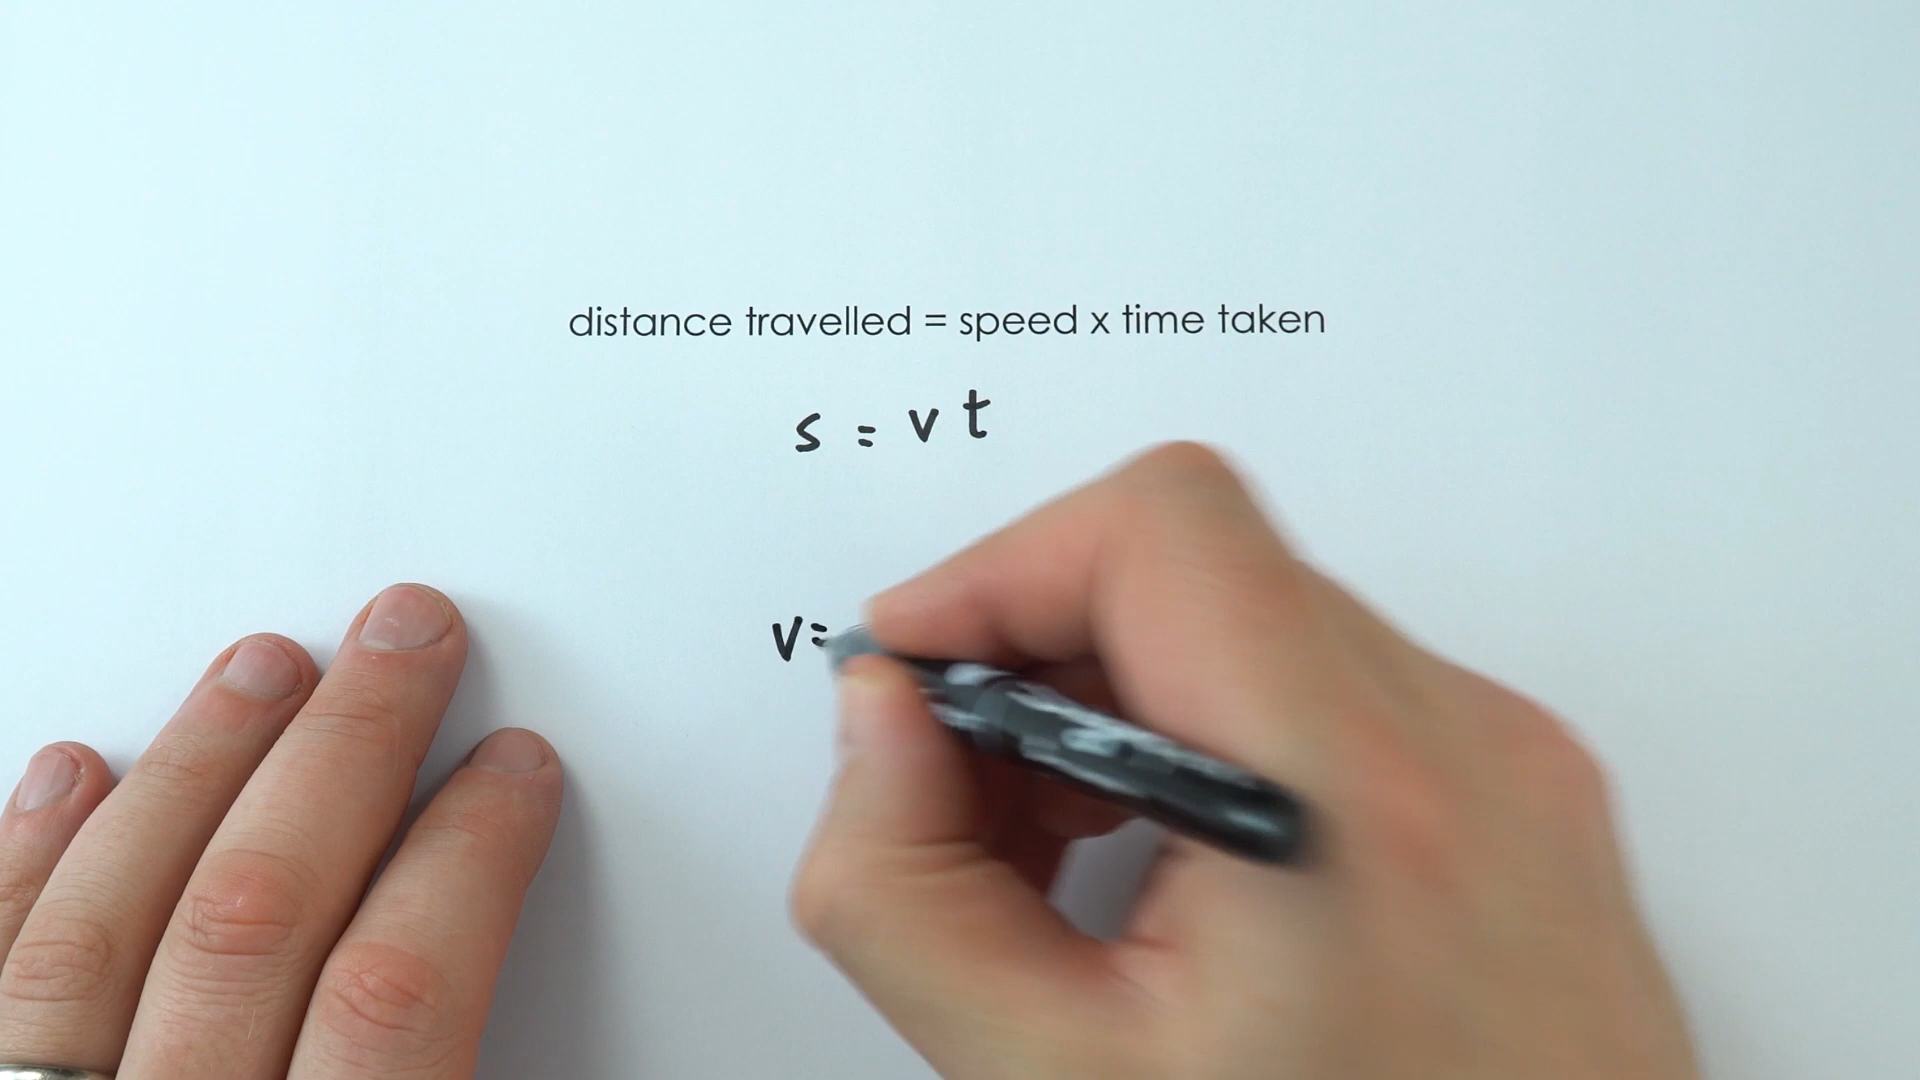 distance travelled = speed x time taken
s = v t
v =